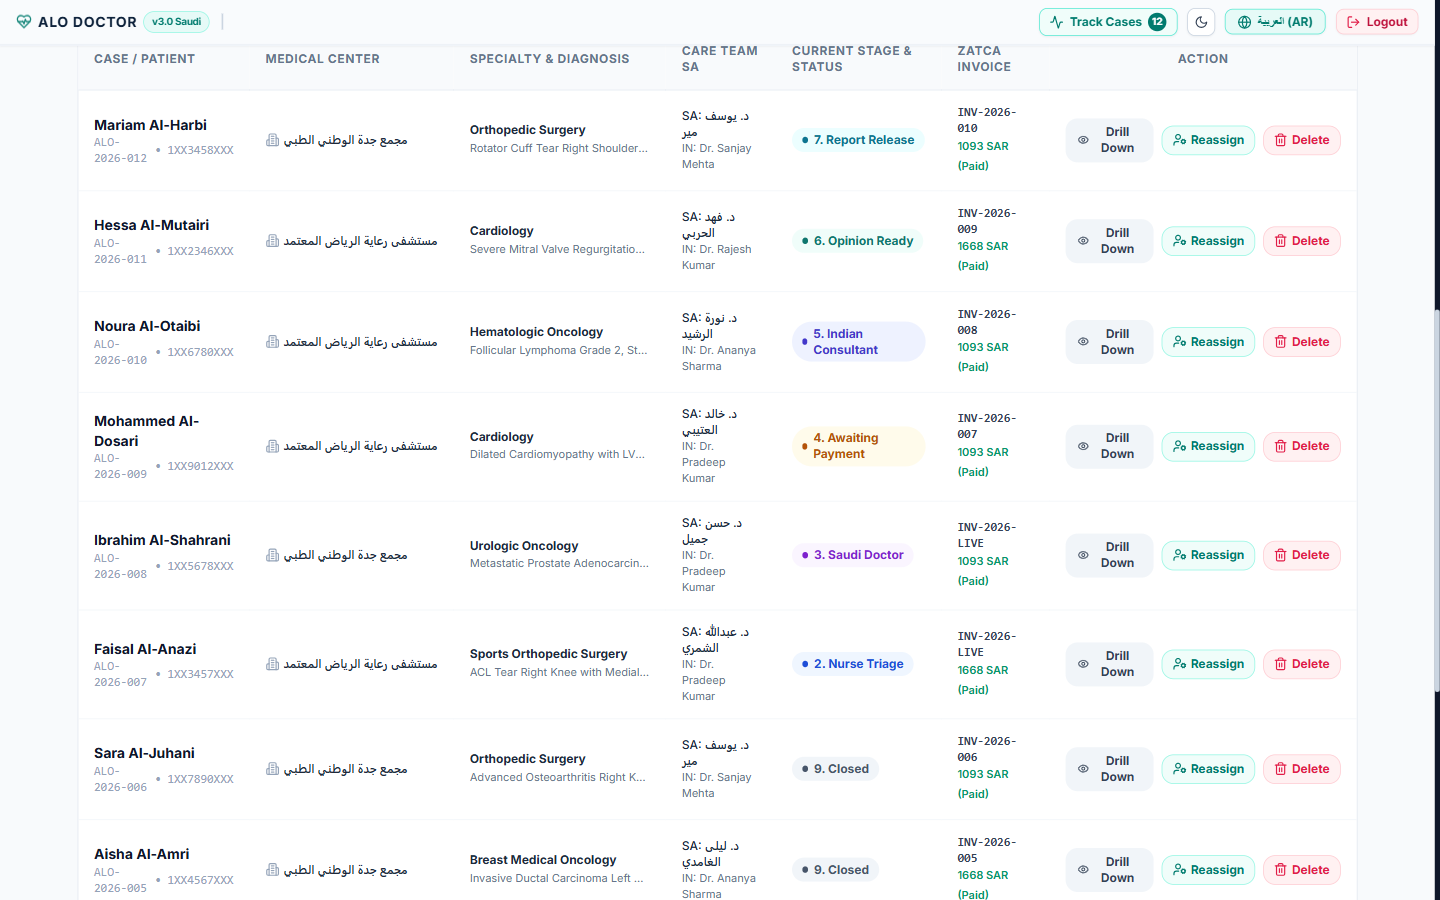 ALO DOCTOR v3.0 Saudi
Track Cases 12
العربية (AR)
Logout
CASE / PATIENT
MEDICAL CENTER
SPECIALTY & DIAGNOSIS
CARE TEAM
SA
CURRENT STAGE &
STATUS
ZATCA
INVOICE
ACTION
Mariam Al-Harbi
ALO-
2026-012 • 1XX3458XXX
مجمع جدة الوطني الطبي
Orthopedic Surgery
Rotator Cuff Tear Right Shoulder...
SA: د. يوسف
مير
IN: Dr. Sanjay
Mehta
7. Report Release
INV-2026-
010
1093 SAR
(Paid)
Drill
Down
Reassign
Delete
Hessa Al-Mutairi
ALO-
2026-011 • 1XX2346XXX
مستشفى رعاية الرياض المعتمد
Cardiology
Severe Mitral Valve Regurgitatio...
SA: د. فهد
الحربي
IN: Dr. Rajesh
Kumar
6. Opinion Ready
INV-2026-
009
1668 SAR
(Paid)
Drill
Down
Reassign
Delete
Noura Al-Otaibi
ALO-
2026-010 • 1XX6780XXX
مستشفى رعاية الرياض المعتمد
Hematologic Oncology
Follicular Lymphoma Grade 2, St...
SA: د. نورة
الرشيد
IN: Dr. Ananya
Sharma
5. Indian
Consultant
INV-2026-
008
1093 SAR
(Paid)
Drill
Down
Reassign
Delete
Mohammed Al-
Dosari
ALO-
2026-009 • 1XX9012XXX
مستشفى رعاية الرياض المعتمد
Cardiology
Dilated Cardiomyopathy with LV...
SA: د. خالد
العتيبي
IN: Dr.
Pradeep
Kumar
4. Awaiting
Payment
INV-2026-
007
1093 SAR
(Paid)
Drill
Down
Reassign
Delete
Ibrahim Al-Shahrani
ALO-
2026-008 • 1XX5678XXX
مجمع جدة الوطني الطبي
Urologic Oncology
Metastatic Prostate Adenocarcin...
SA: د. حسن
جميل
IN: Dr.
Pradeep
Kumar
3. Saudi Doctor
INV-2026-
LIVE
1093 SAR
(Paid)
Drill
Down
Reassign
Delete
Faisal Al-Anazi
ALO-
2026-007 • 1XX3457XXX
مستشفى رعاية الرياض المعتمد
Sports Orthopedic Surgery
ACL Tear Right Knee with Medial...
SA: د. عبدالله
الشمري
IN: Dr.
Pradeep
Kumar
2. Nurse Triage
INV-2026-
LIVE
1668 SAR
(Paid)
Drill
Down
Reassign
Delete
Sara Al-Juhani
ALO-
2026-006 • 1XX7890XXX
مجمع جدة الوطني الطبي
Orthopedic Surgery
Advanced Osteoarthritis Right K...
SA: د. يوسف
مير
IN: Dr. Sanjay
Mehta
9. Closed
INV-2026-
006
1093 SAR
(Paid)
Drill
Down
Reassign
Delete
Aisha Al-Amri
ALO-
2026-005 • 1XX4567XXX
مجمع جدة الوطني الطبي
Breast Medical Oncology
Invasive Ductal Carcinoma Left ...
SA: د. ليلى
الغامدي
IN: Dr. Ananya
Sharma
9. Closed
INV-2026-
005
1668 SAR
(Paid)
Drill
Down
Reassign
Delete